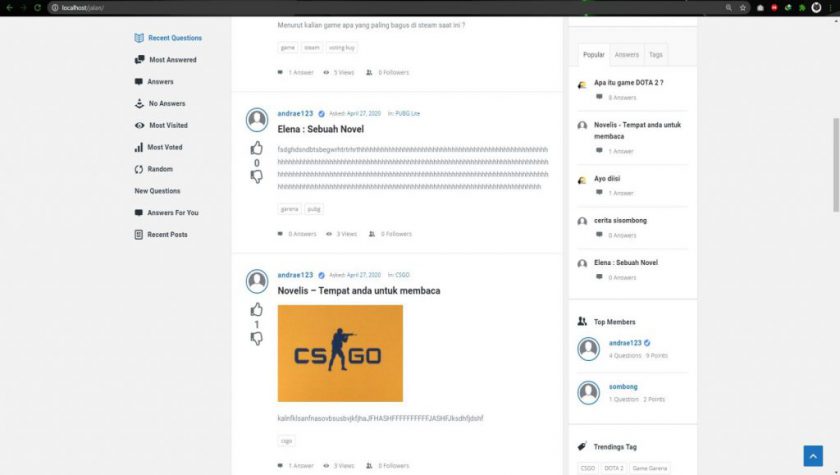 localhost/jalan/
Recent Questions
Most Answered
Answers
No Answers
Most Visited
Most Voted
Random
New Questions
Answers For You
Recent Posts
Menurut kalian game apa yang paling bagus di steam saat ini ?
game steam voting buy
1 Answer 5 Views 0 Followers
andrae123 Asked: April 27, 2020 In: PUBG Lite
Elena : Sebuah Novel
0
garena pubg
0 Answers 3 Views 0 Followers
andrae123 Asked: April 27, 2020 In: CSGO
Novelis – Tempat anda untuk membaca
1
CS GO
csgo
1 Answer 3 Views 0 Followers
Popular Answers Tags
Apa itu game DOTA 2 ?
8 Answers
Novelis - Tempat anda untuk
membaca
1 Answer
Ayo diisi
1 Answer
cerita sisombong
0 Answers
Elena : Sebuah Novel
0 Answers
Top Members
andrae123
4 Questions 9 Points
sombong
1 Question 2 Points
Trendings Tag
CSGO DOTA 2 Game Garena